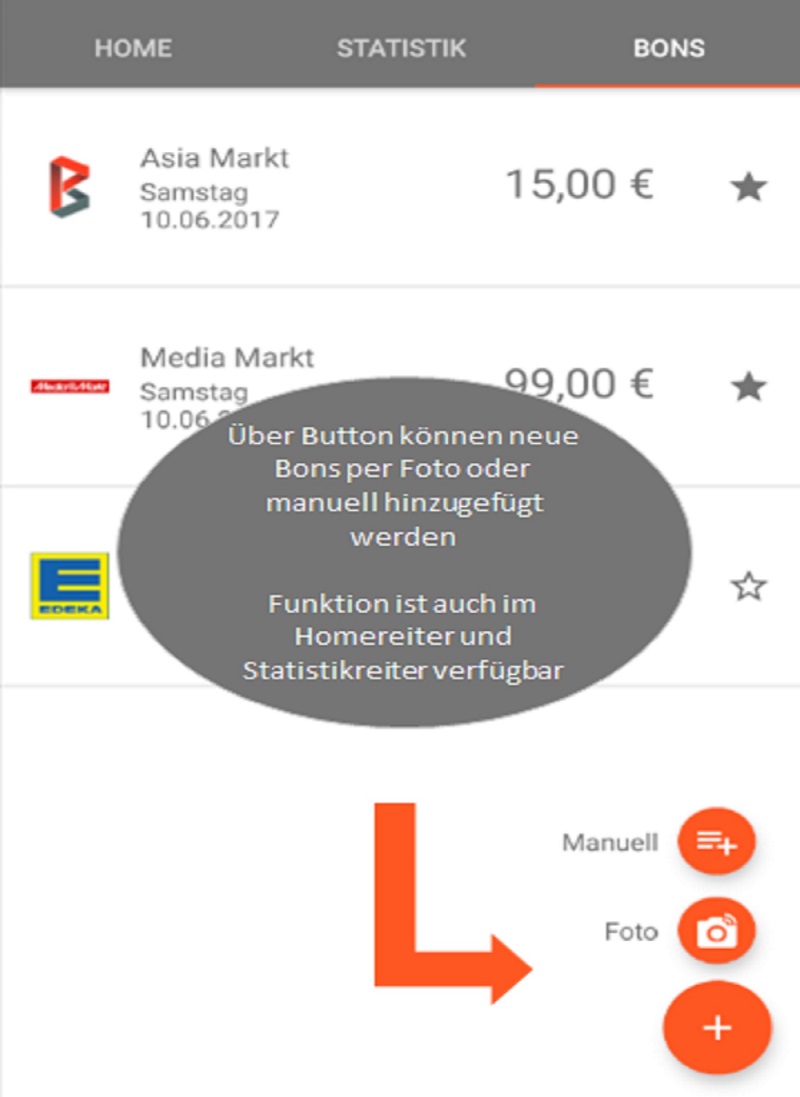 HOME STATISTIK BONS
Asia Markt
Samstag
10.06.2017
15,00 €
Media Markt
Samstag
10.06.2
99,00 €
MediaMarkt
EDEKA
Über Button können neue
Bons per Foto oder
manuell hinzugefügt
werden
Funktion ist auch im
Homereiter und
Statistikreiter verfügbar
Manuell
Foto